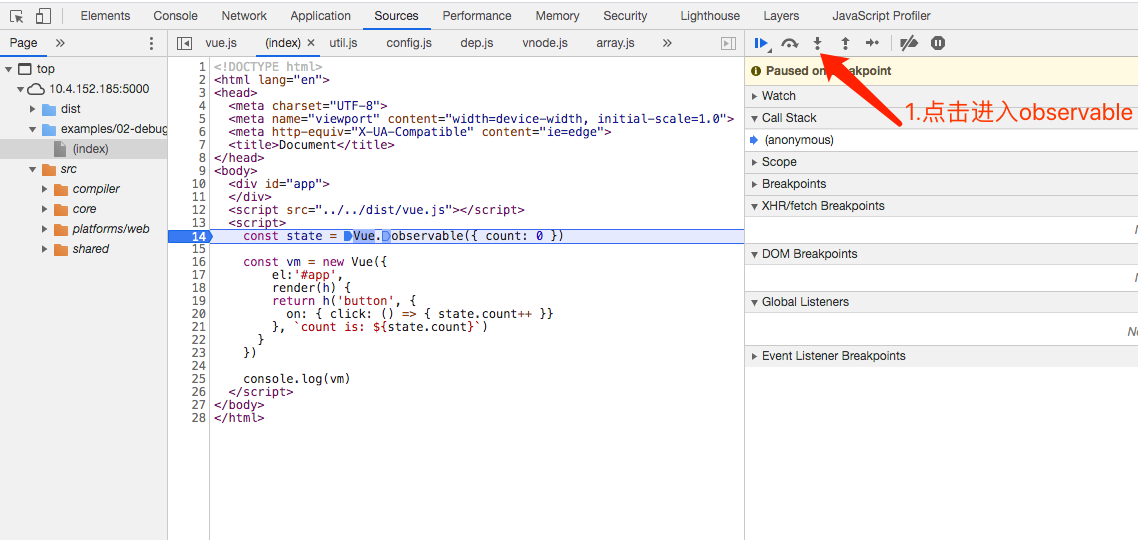 Elements Console Network Application Sources Performance Memory Security Lighthouse Layers JavaScript Profiler
Page » vue.js (index) × util.js config.js dep.js vnode.js array.js »
top
10.4.152.185:5000
dist
examples/02-debug
(index)
src
compiler
core
platforms/web
shared
1 <!DOCTYPE html>
2 <html lang="en">
3 <head>
4 <meta charset="UTF-8">
5 <meta name="viewport" content="width=device-width, initial-scale=1.0">
6 <meta http-equiv="X-UA-Compatible" content="ie=edge">
7 <title>Document</title>
8 </head>
9 <body>
10 <div id="app">
11 </div>
12 <script src="../../dist/vue.js"></script>
13 <script>
14 const state = Vue.observable({ count: 0 })
15
16 const vm = new Vue({
17 el:'#app',
18 render(h) {
19 return h('button', {
20 on: { click: () => { state.count++ }}
21 }, `count is: ${state.count}`)
22 }
23 })
24
25 console.log(vm)
26 </script>
27 </body>
28 </html>
Paused on breakpoint
Watch
1.点击进入observable
Call Stack
(anonymous)
Scope
Breakpoints
XHR/fetch Breakpoints
DOM Breakpoints
Global Listeners
Event Listener Breakpoints